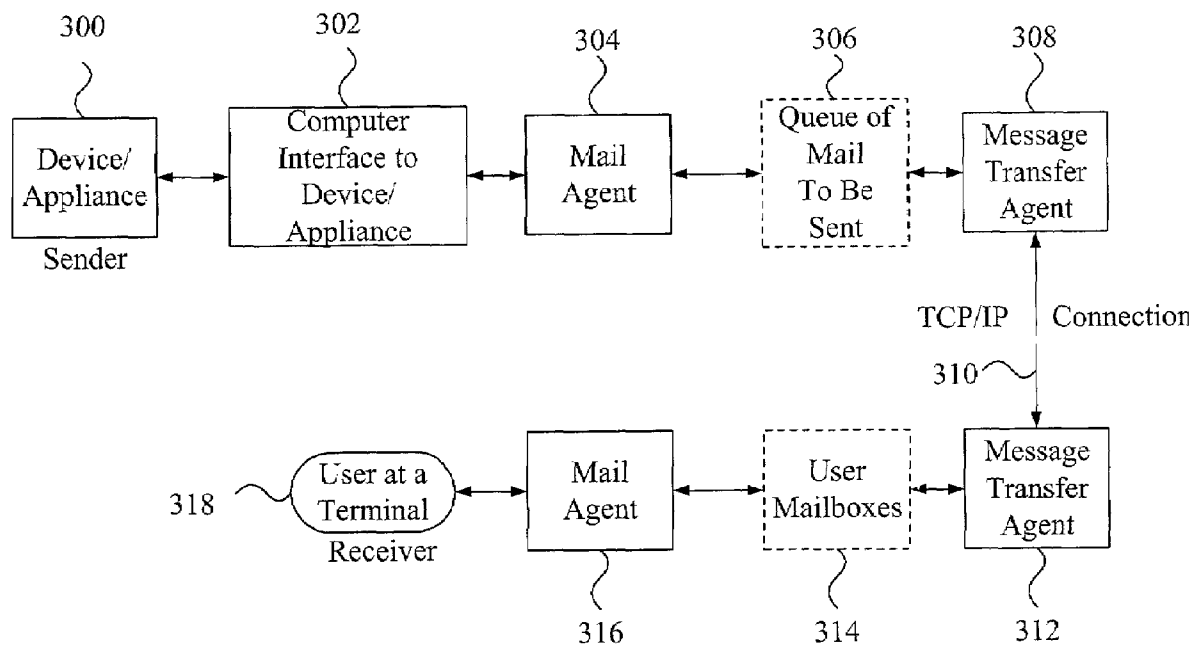 300
302
304
306
308
Device/
Appliance
Sender
Computer
Interface to
Device/
Appliance
Mail
Agent
Queue of
Mail
To Be
Sent
Message
Transfer
Agent
TCP/IP Connection
310
318
User at a
Terminal
Receiver
Mail
Agent
User
Mailboxes
Message
Transfer
Agent
316
314
312